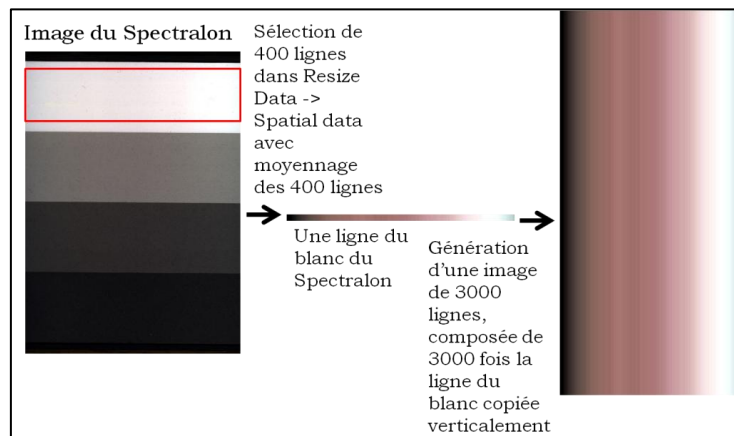 Image du Spectralon
Sélection de
400 lignes
dans Resize
Data ->
Spatial data
avec
moyennage
des 400 lignes
Une ligne du
blanc du
Spectralon
Génération
d'une image
de 3000
lignes,
composée de
3000 fois la
ligne du
blanc copiée
verticalement